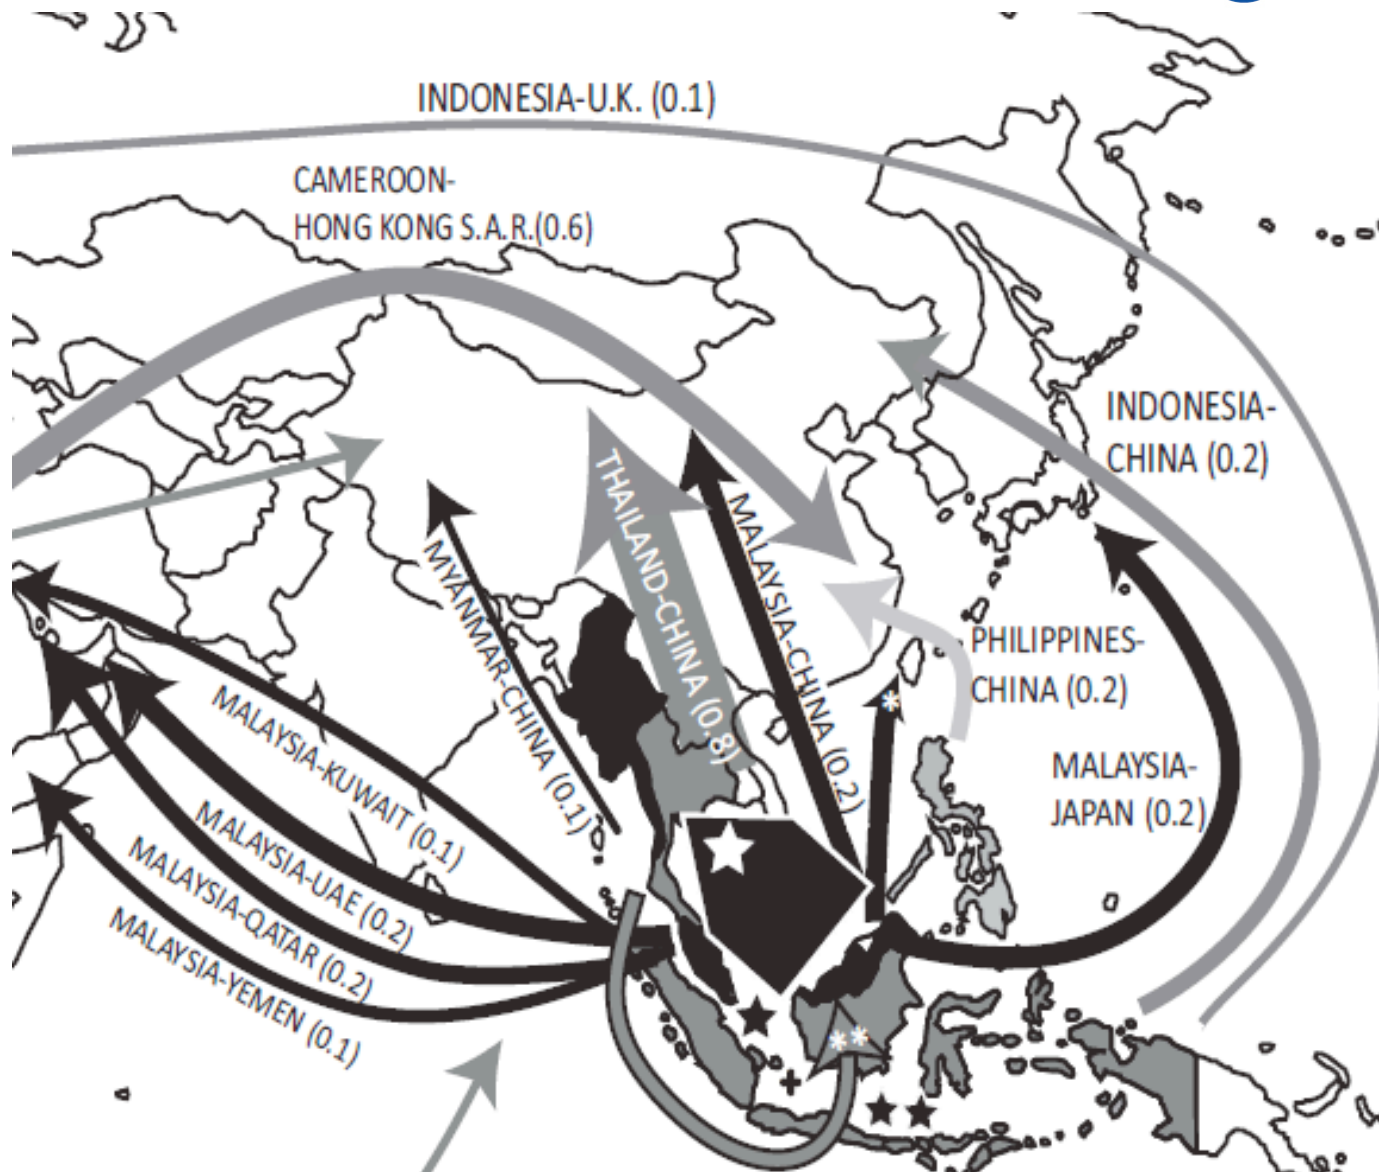 INDONESIA-U.K. (0.1)
CAMEROON-
HONG KONG S.A.R.(0.6)
INDONESIA-
CHINA (0.2)
THAILAND-CHINA (0.8)
MALAYSIA-CHINA (0.2)
MYANMAR-CHINA (0.1)
PHILIPPINES-
CHINA (0.2)
MALAYSIA-
JAPAN (0.2)
MALAYSIA-KUWAIT (0.1)
MALAYSIA-UAE (0.2)
MALAYSIA-QATAR (0.2)
MALAYSIA-YEMEN (0.1)
*
**
+